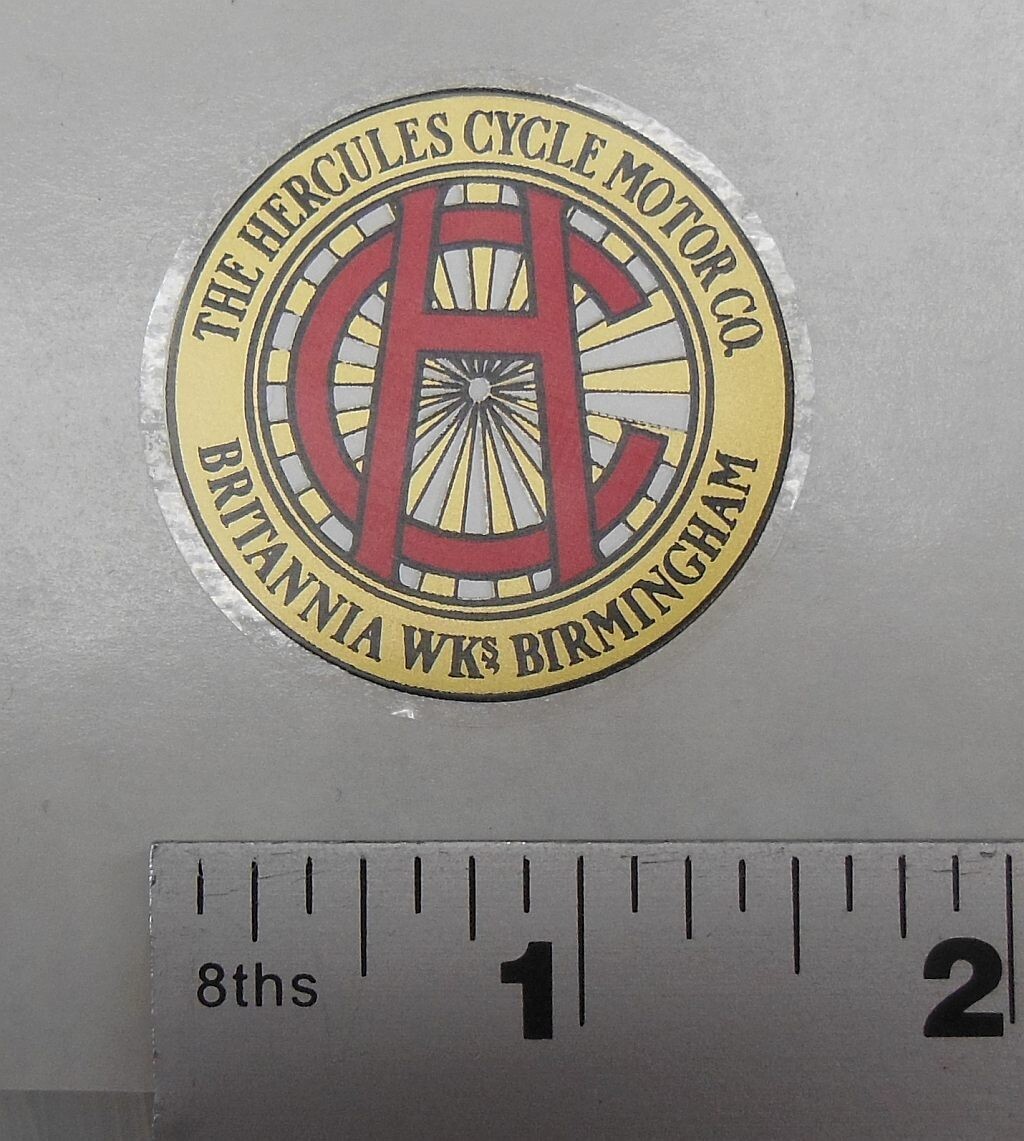 THE HERCULES CYCLE MOTOR CO.
HC
BRITANNIA WKS BIRMINGHAM
8ths
1
2